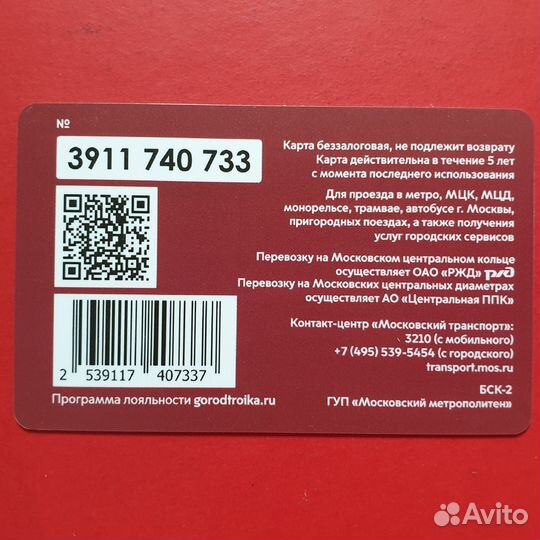 №
3911 740 733
Карта беззалоговая, не подлежит возврату
Карта действительна в течение 5 лет
с момента последнего использования
Для проезда в метро, МЦК, МЦД,
монорельсе, трамвае, автобусе г. Москвы,
пригородных поездах, а также получения
услуг городских сервисов
Перевозку на Московском центральном кольце
осуществляет ОАО «РЖД» РЖД
Перевозку на Московских центральных диаметрах
осуществляет АО «Центральная ППК»
Контакт-центр «Московский транспорт»:
3210 (с мобильного)
+7 (495) 539-5454 (с городского)
transport.mos.ru
2 539117 407337
Программа лояльности gorodtroika.ru
БСК-2
ГУП «Московский метрополитен»
Avito